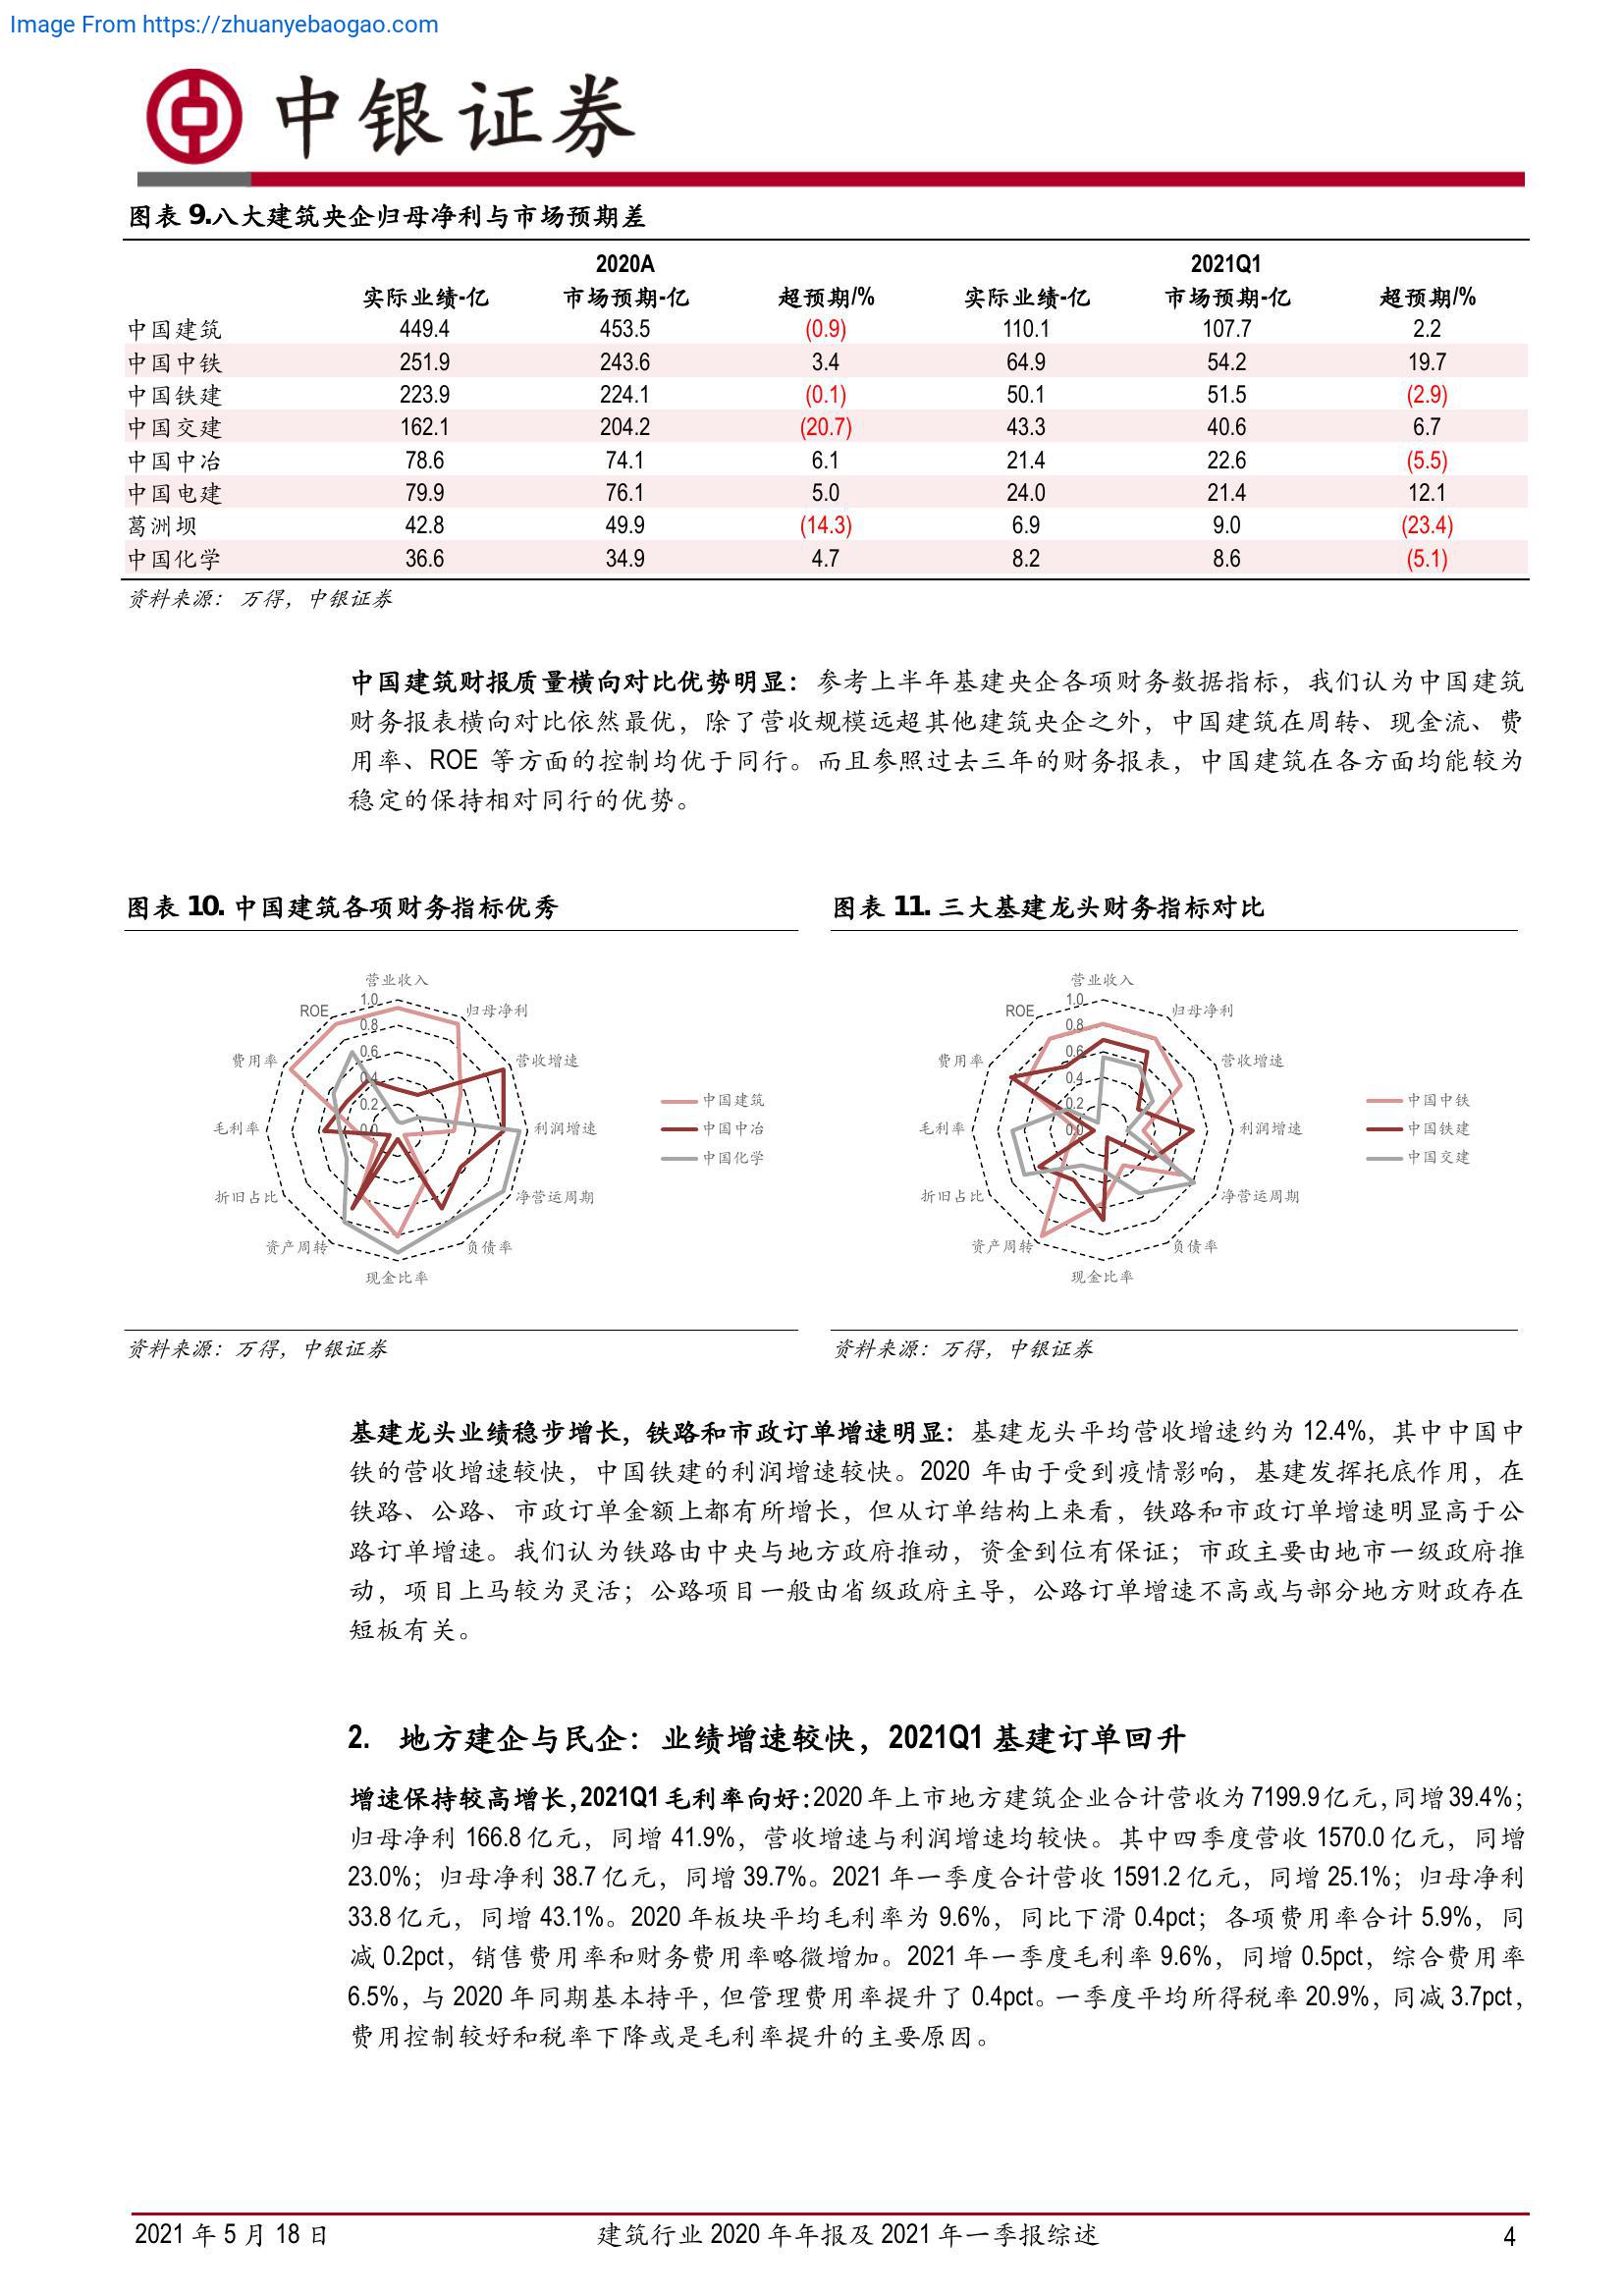 Image From https://zhuanyebaogao.com
中银证券
图表 9.八大建筑央企归母净利与市场预期差
2020A 2021Q1
实际业绩-亿 市场预期-亿 超预期/% 实际业绩-亿 市场预期-亿 超预期/%
中国建筑 449.4 453.5 (0.9) 110.1 107.7 2.2
中国中铁 251.9 243.6 3.4 64.9 54.2 19.7
中国铁建 223.9 224.1 (0.1) 50.1 51.5 (2.9)
中国交建 162.1 204.2 (20.7) 43.3 40.6 6.7
中国中冶 78.6 74.1 6.1 21.4 22.6 (5.5)
中国电建 79.9 76.1 5.0 24.0 21.4 12.1
葛洲坝 42.8 49.9 (14.3) 6.9 9.0 (23.4)
中国化学 36.6 34.9 4.7 8.2 8.6 (5.1)
资料来源：万得，中银证券
中国建筑财报质量横向对比优势明显：参考上半年基建央企各项财务数据指标，我们认为中国建筑
财务报表横向对比依然最优，除了营收规模远超其他建筑央企之外，中国建筑在周转、现金流、费
用率、ROE 等方面的控制均优于同行。而且参照过去三年的财务报表，中国建筑在各方面均能较为
稳定的保持相对同行的优势。
图表 10. 中国建筑各项财务指标优秀
营业收入
归母净利
营收增速
利润增速
净营运周期
负债率
现金比率
资产周转
折旧占比
毛利率
费用率
ROE
1.0
0.8
0.6
0.4
0.2
0.0
中国建筑
中国中冶
中国化学
资料来源：万得，中银证券
图表 11. 三大基建龙头财务指标对比
营业收入
归母净利
营收增速
利润增速
净营运周期
负债率
现金比率
资产周转
折旧占比
毛利率
费用率
ROE
1.0
0.8
0.6
0.4
0.2
0.0
中国中铁
中国铁建
中国交建
资料来源：万得，中银证券
基建龙头业绩稳步增长，铁路和市政订单增速明显：基建龙头平均营收增速约为 12.4%，其中中国中
铁的营收增速较快，中国铁建的利润增速较快。2020 年由于受到疫情影响，基建发挥托底作用，在
铁路、公路、市政订单金额上都有所增长，但从订单结构上来看，铁路和市政订单增速明显高于公
路订单增速。我们认为铁路由中央与地方政府推动，资金到位有保证；市政主要由地市一级政府推
动，项目上马较为灵活；公路项目一般由省级政府主导，公路订单增速不高或与部分地方财政存在
短板有关。
2. 地方建企与民企：业绩增速较快，2021Q1 基建订单回升
增速保持较高增长，2021Q1 毛利率向好：2020 年上市地方建筑企业合计营收为 7199.9 亿元，同增 39.4%；
归母净利 166.8 亿元，同增 41.9%，营收增速与利润增速均较快。其中四季度营收 1570.0 亿元，同增
23.0%；归母净利 38.7 亿元，同增 39.7%。2021 年一季度合计营收 1591.2 亿元，同增 25.1%；归母净利
33.8 亿元，同增 43.1%。2020 年板块平均毛利率为 9.6%，同比下滑 0.4pct；各项费用率合计 5.9%，同
减 0.2pct，销售费用率和财务费用率略微增加。2021 年一季度毛利率 9.6%，同增 0.5pct，综合费用率
6.5%，与 2020 年同期基本持平，但管理费用率提升了 0.4pct。一季度平均所得税率 20.9%，同减 3.7pct，
费用控制较好和税率下降或是毛利率提升的主要原因。
2021 年 5 月 18 日 建筑行业 2020 年年报及 2021 年一季报综述 4